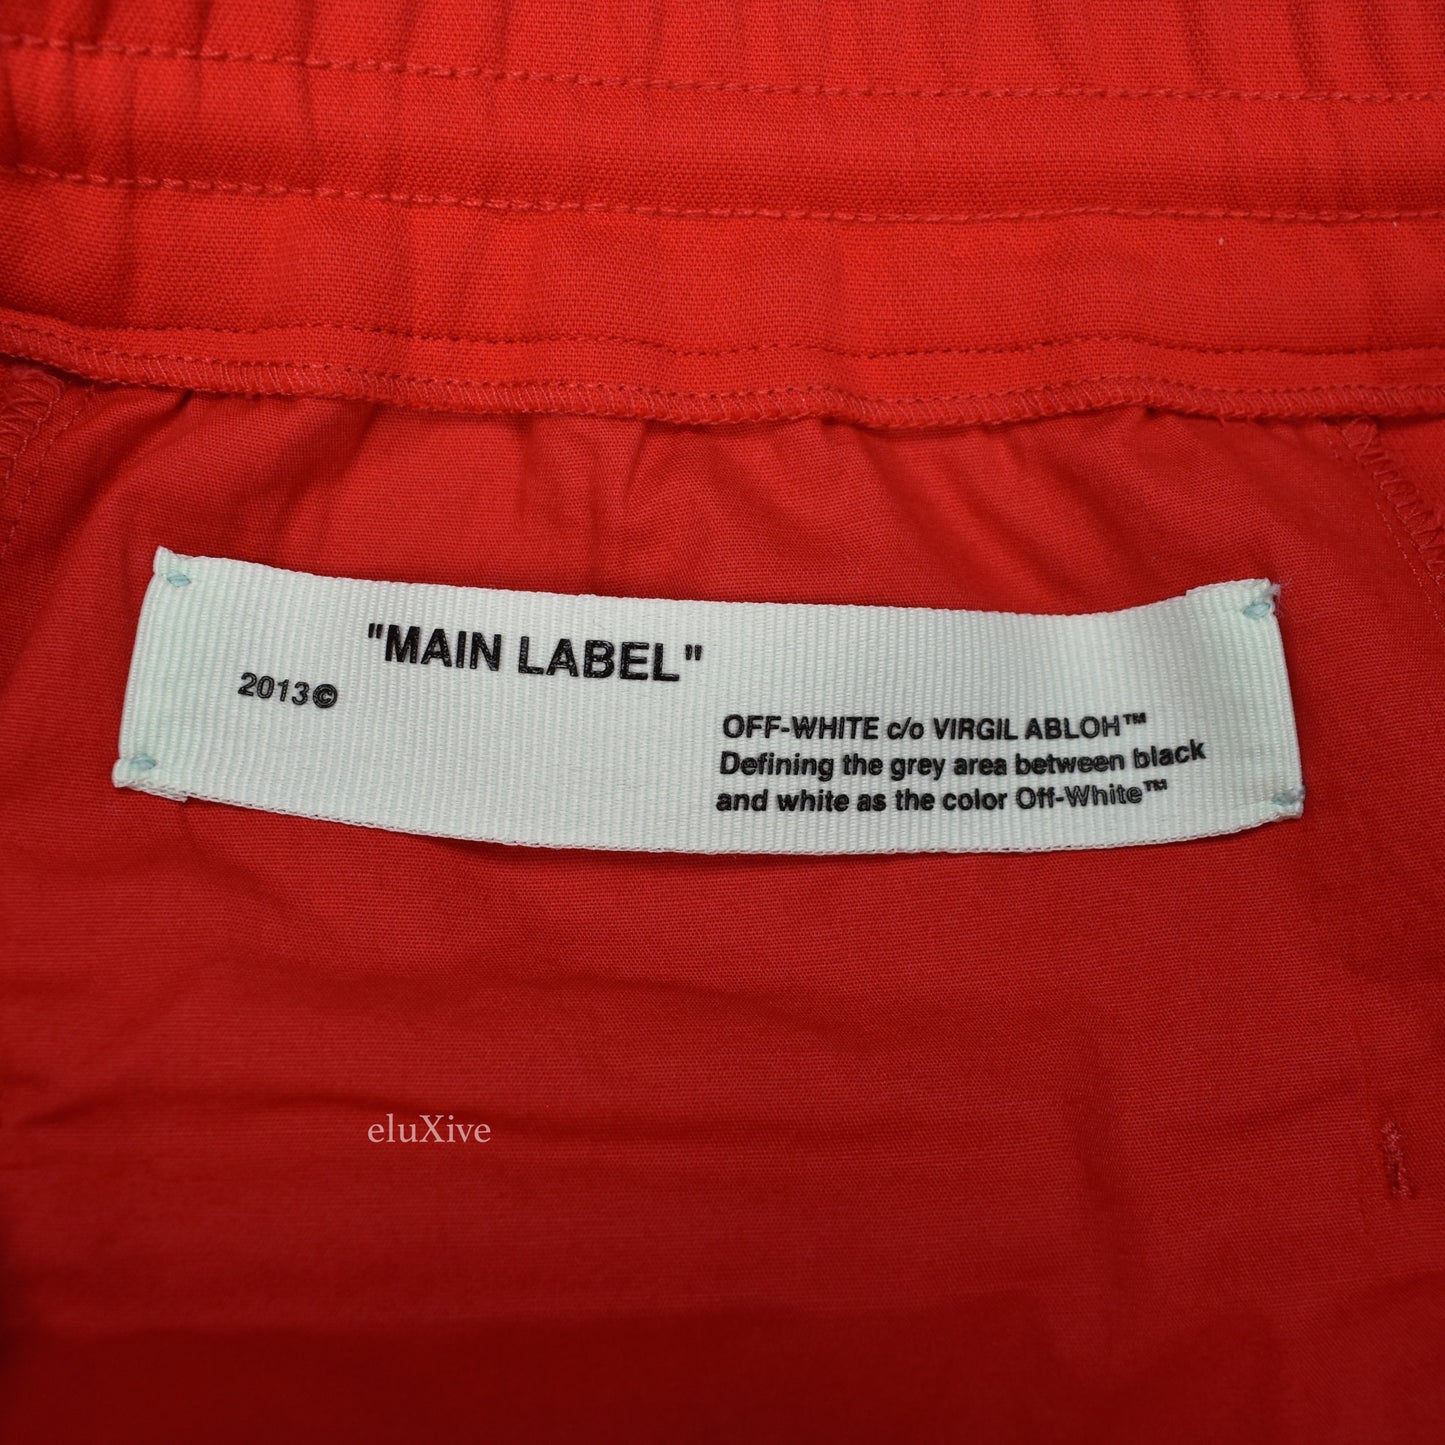 "MAIN LABEL"
2013©
OFF-WHITE c/o VIRGIL ABLOH™
Defining the grey area between black
and white as the color Off-White™
eluXive